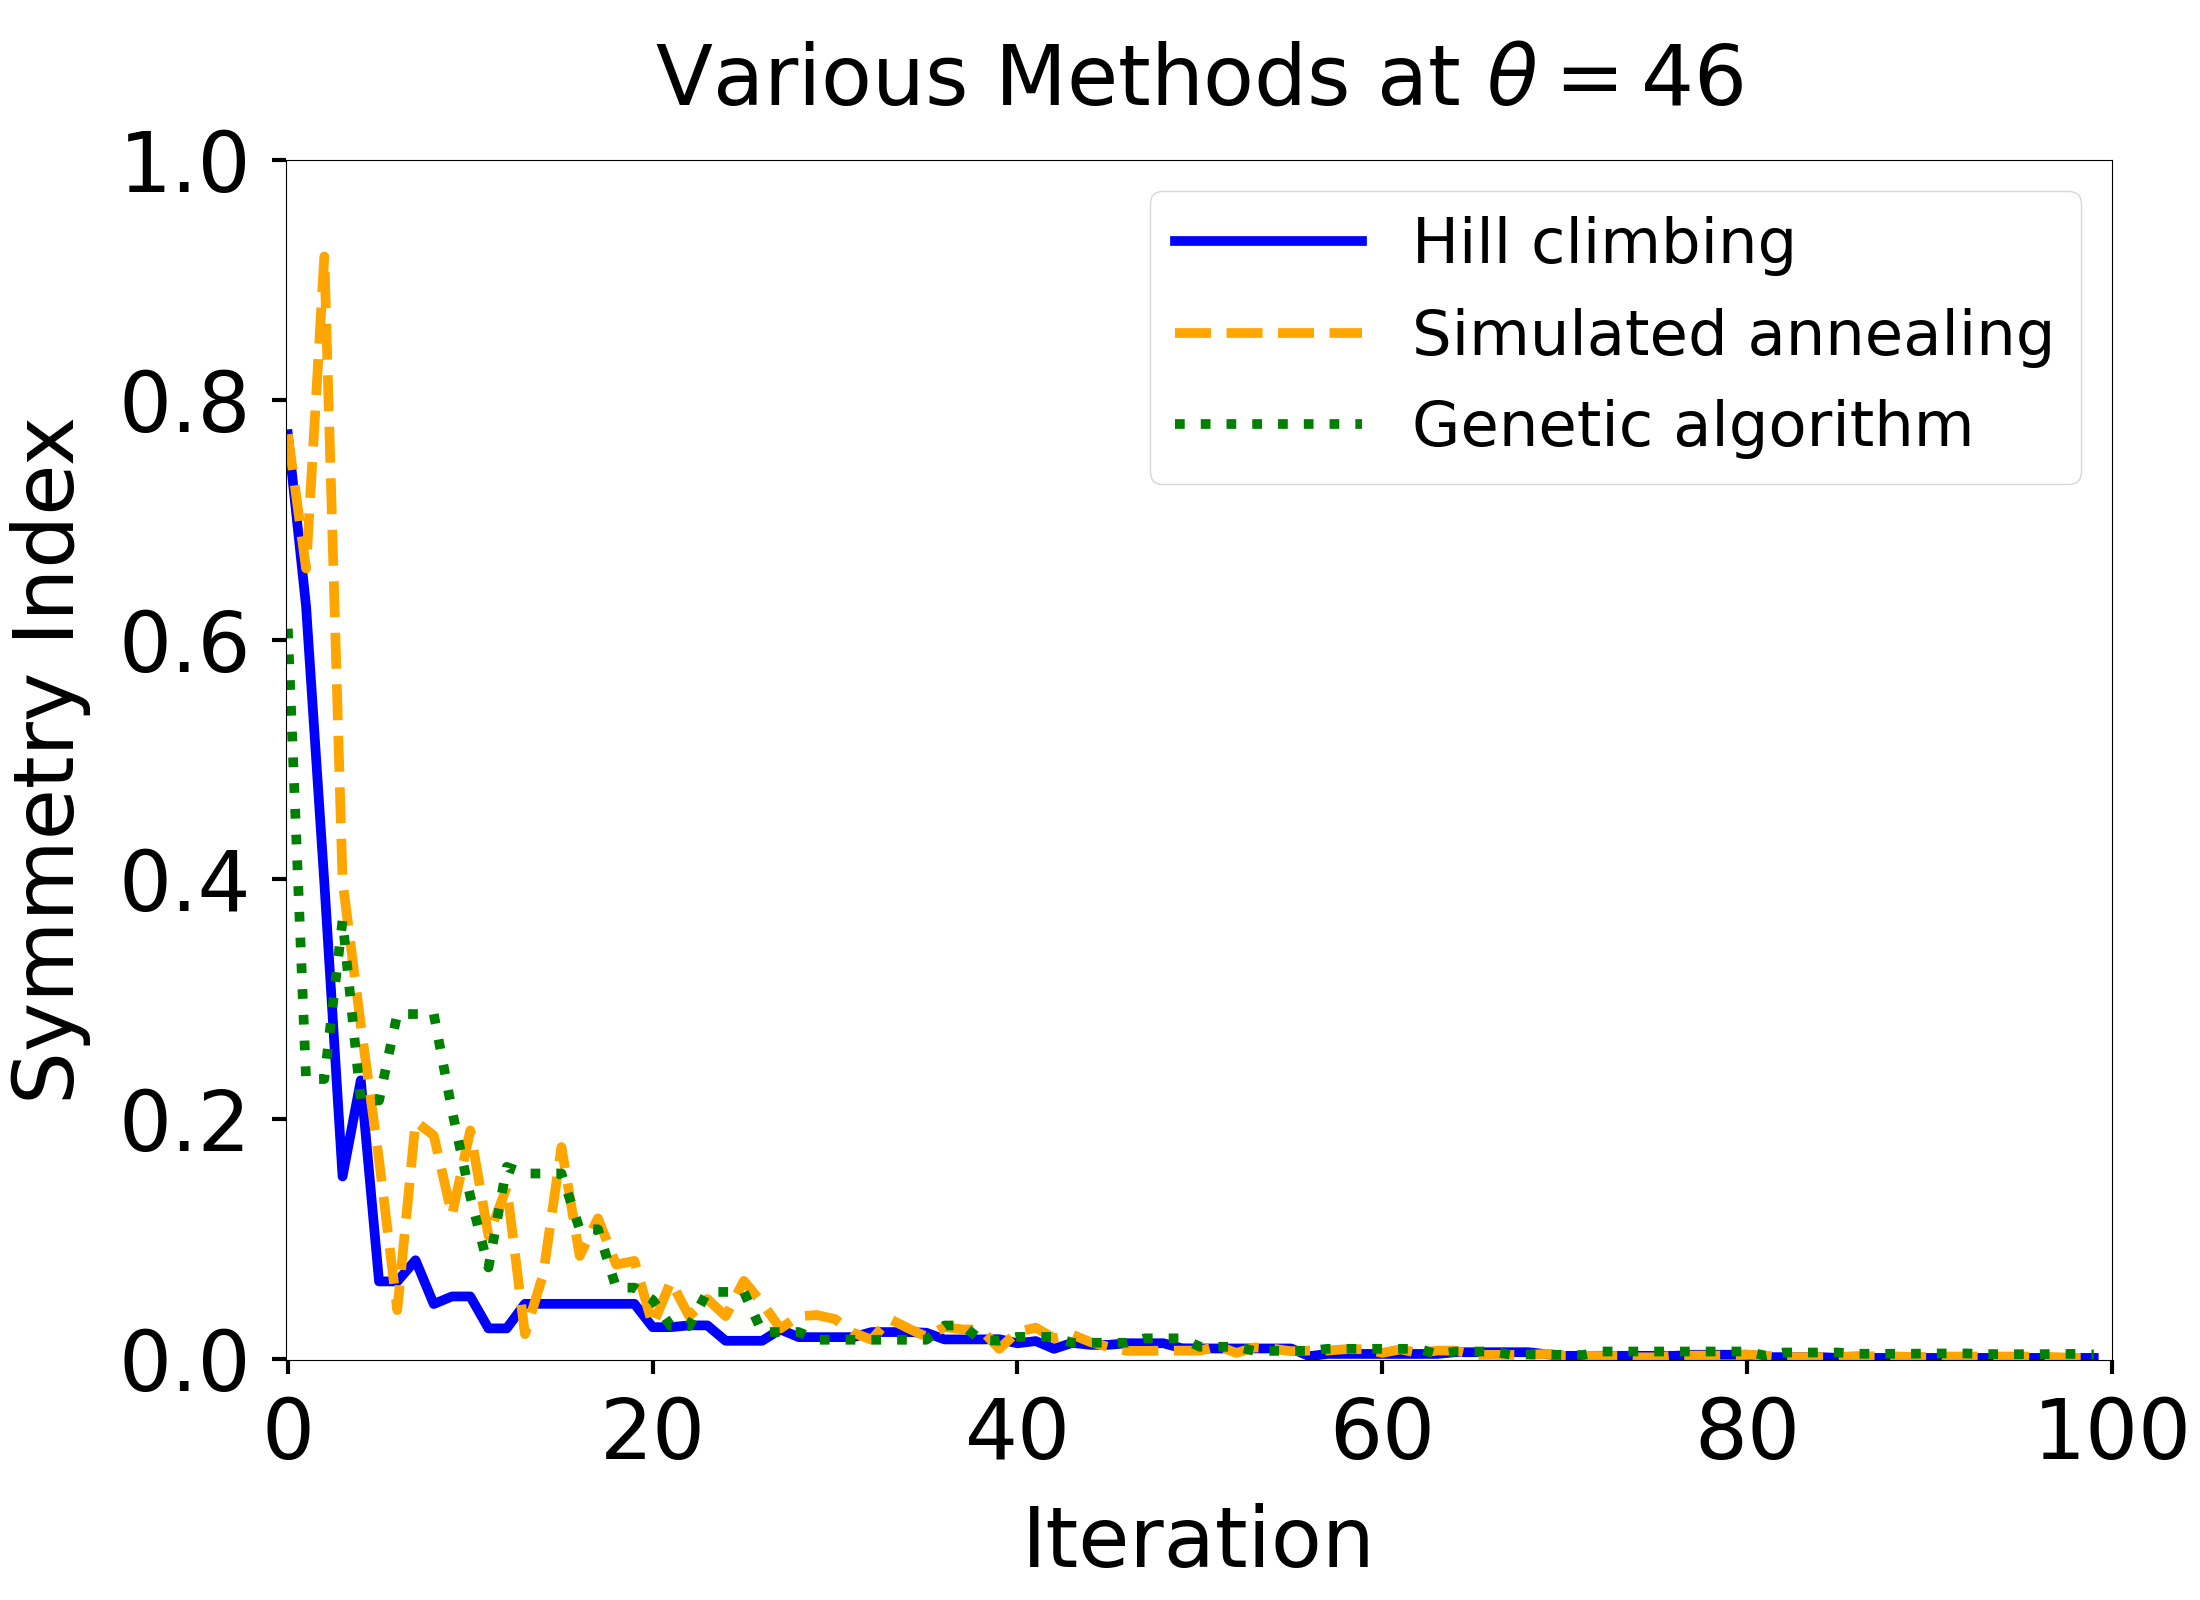 Various Methods at θ = 46
Symmetry Index
1.0
0.8
0.6
0.4
0.2
0.0
Hill climbing
Simulated annealing
Genetic algorithm
0 20 40 60 80 100
Iteration